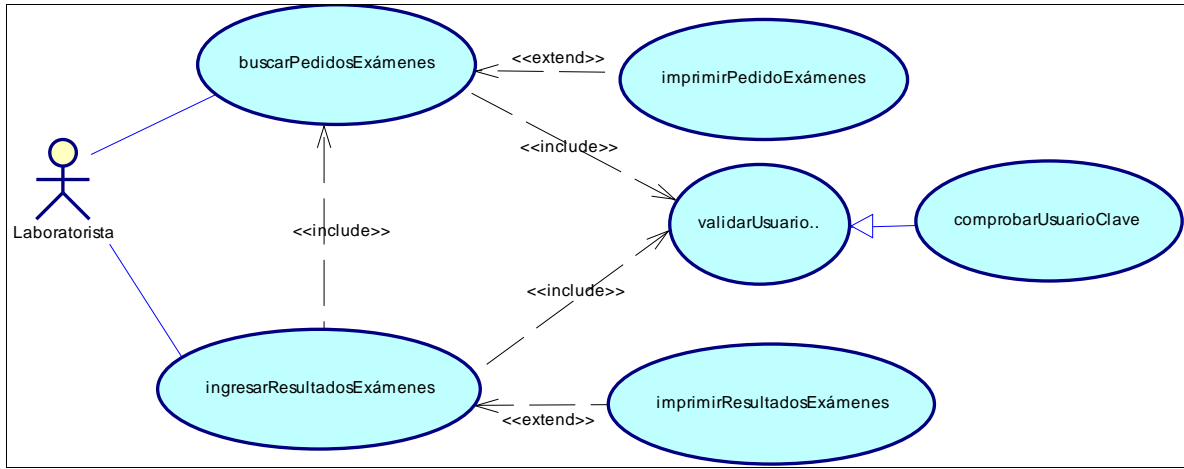 buscarPedidosExámenes
<<extend>>
imprimirPedidoExámenes
<<include>>
Laboratorista
<<include>>
validarUsuario..
comprobarUsuarioClave
<<include>>
ingresarResultadosExámenes
<<extend>>
imprimirResultadosExámenes